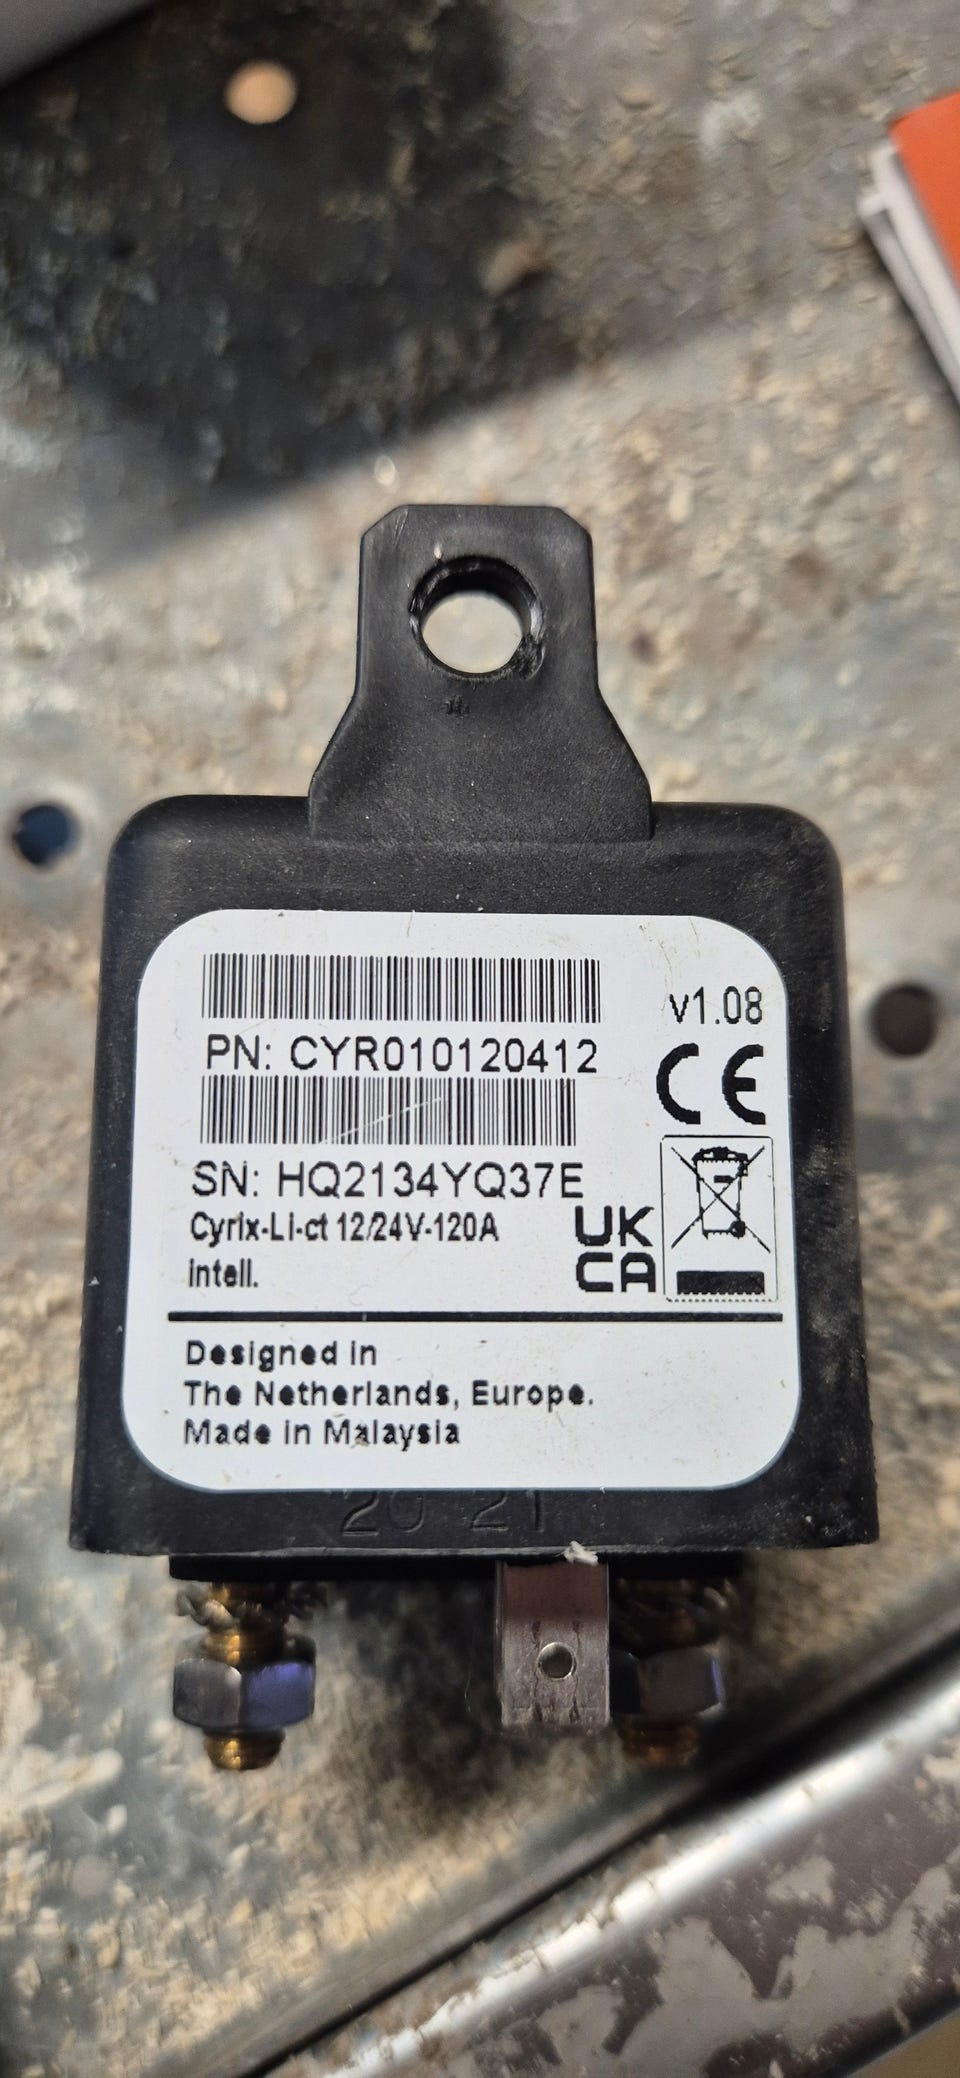 v1.08
PN: CYR010120412
CE
SN: HQ2134YQ37E
Cyrix-Li-ct 12/24V-120A
intell.
UK
CA
Designed in
The Netherlands, Europe.
Made in Malaysia
20 21